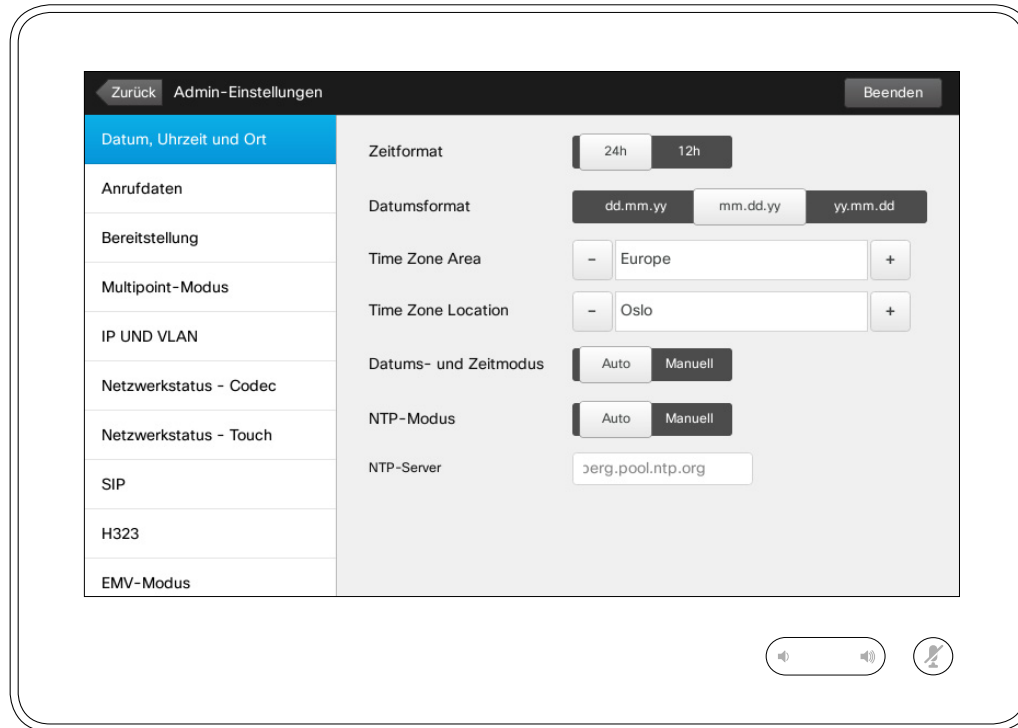 Zurück Admin-Einstellungen Beenden
Datum, Uhrzeit und Ort
Anrufdaten
Bereitstellung
Multipoint-Modus
IP UND VLAN
Netzwerkstatus - Codec
Netzwerkstatus - Touch
SIP
H323
EMV-Modus
Zeitformat 24h 12h
Datumsformat dd.mm.yy mm.dd.yy yy.mm.dd
Time Zone Area - Europe +
Time Zone Location - Oslo +
Datums- und Zeitmodus Auto Manuell
NTP-Modus Auto Manuell
NTP-Server berg.pool.ntp.org